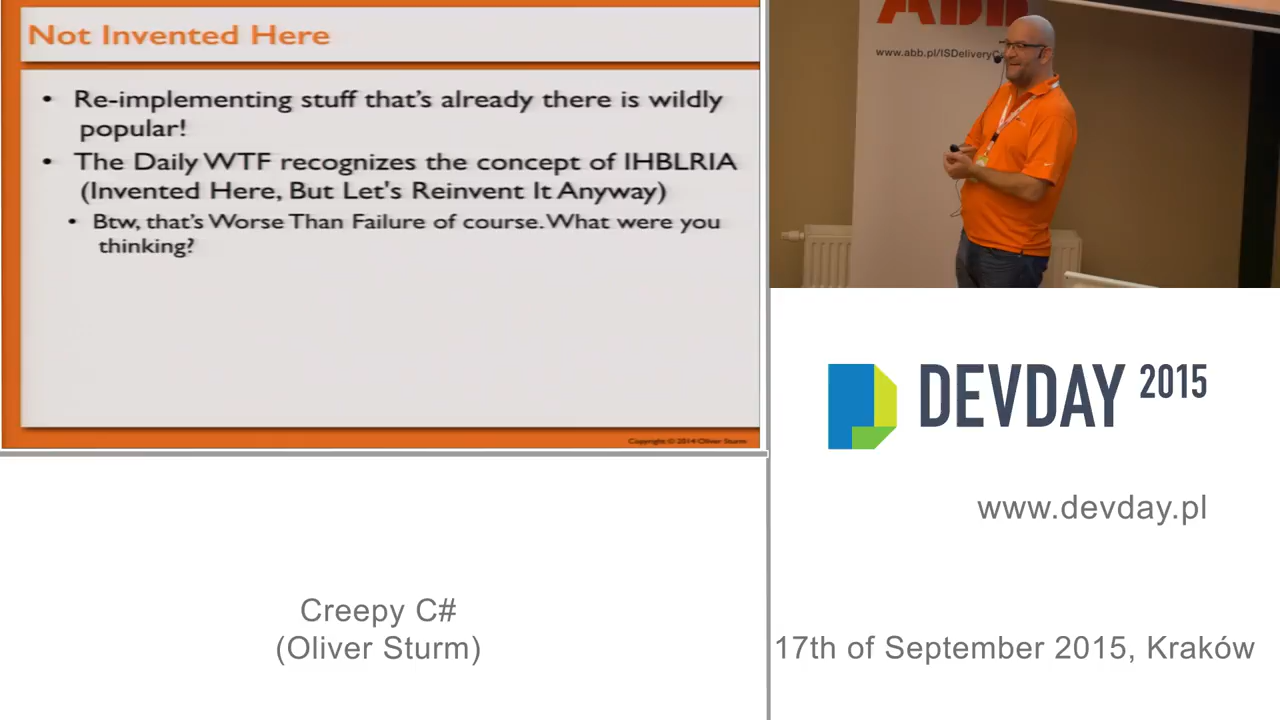 Not Invented Here
• Re-implementing stuff that's already there is wildly
popular!
• The Daily WTF recognizes the concept of IHBLRIA
(Invented Here, But Let's Reinvent It Anyway)
• Btw, that's Worse Than Failure of course. What were you
thinking?
Copyright © 2014 Oliver Sturm
ABB
www.abb.pl/ISDeliveryC
DEVDAY 2015
www.devday.pl
Creepy C#
(Oliver Sturm)
17th of September 2015, Kraków